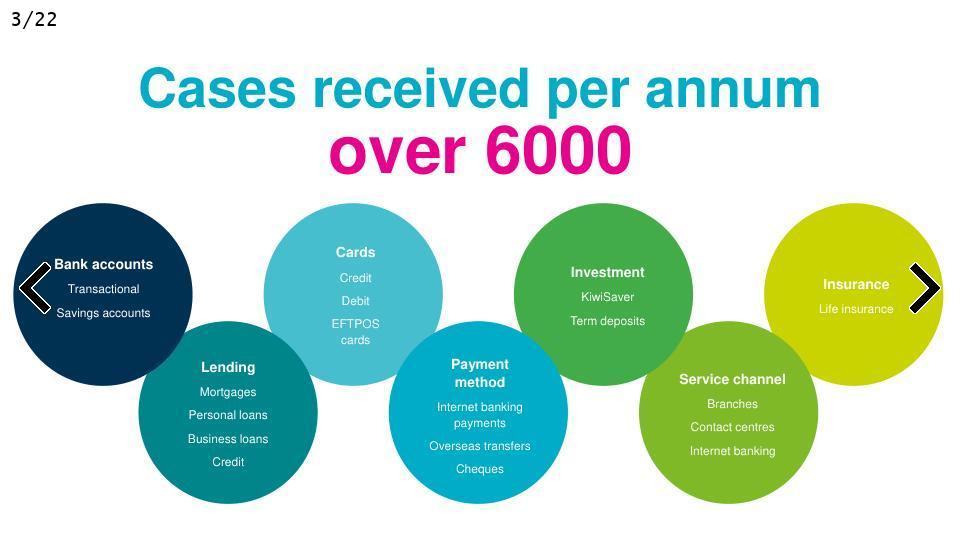 3/22
Cases received per annum
over 6000
Bank accounts
Transactional
Savings accounts
Lending
Mortgages
Personal loans
Business loans
Credit
Cards
Credit
Debit
EFTPOS
cards
Payment
method
Internet banking
payments
Overseas transfers
Cheques
Investment
KiwiSaver
Term deposits
Service channel
Branches
Contact centres
Internet banking
Insurance
Life insurance